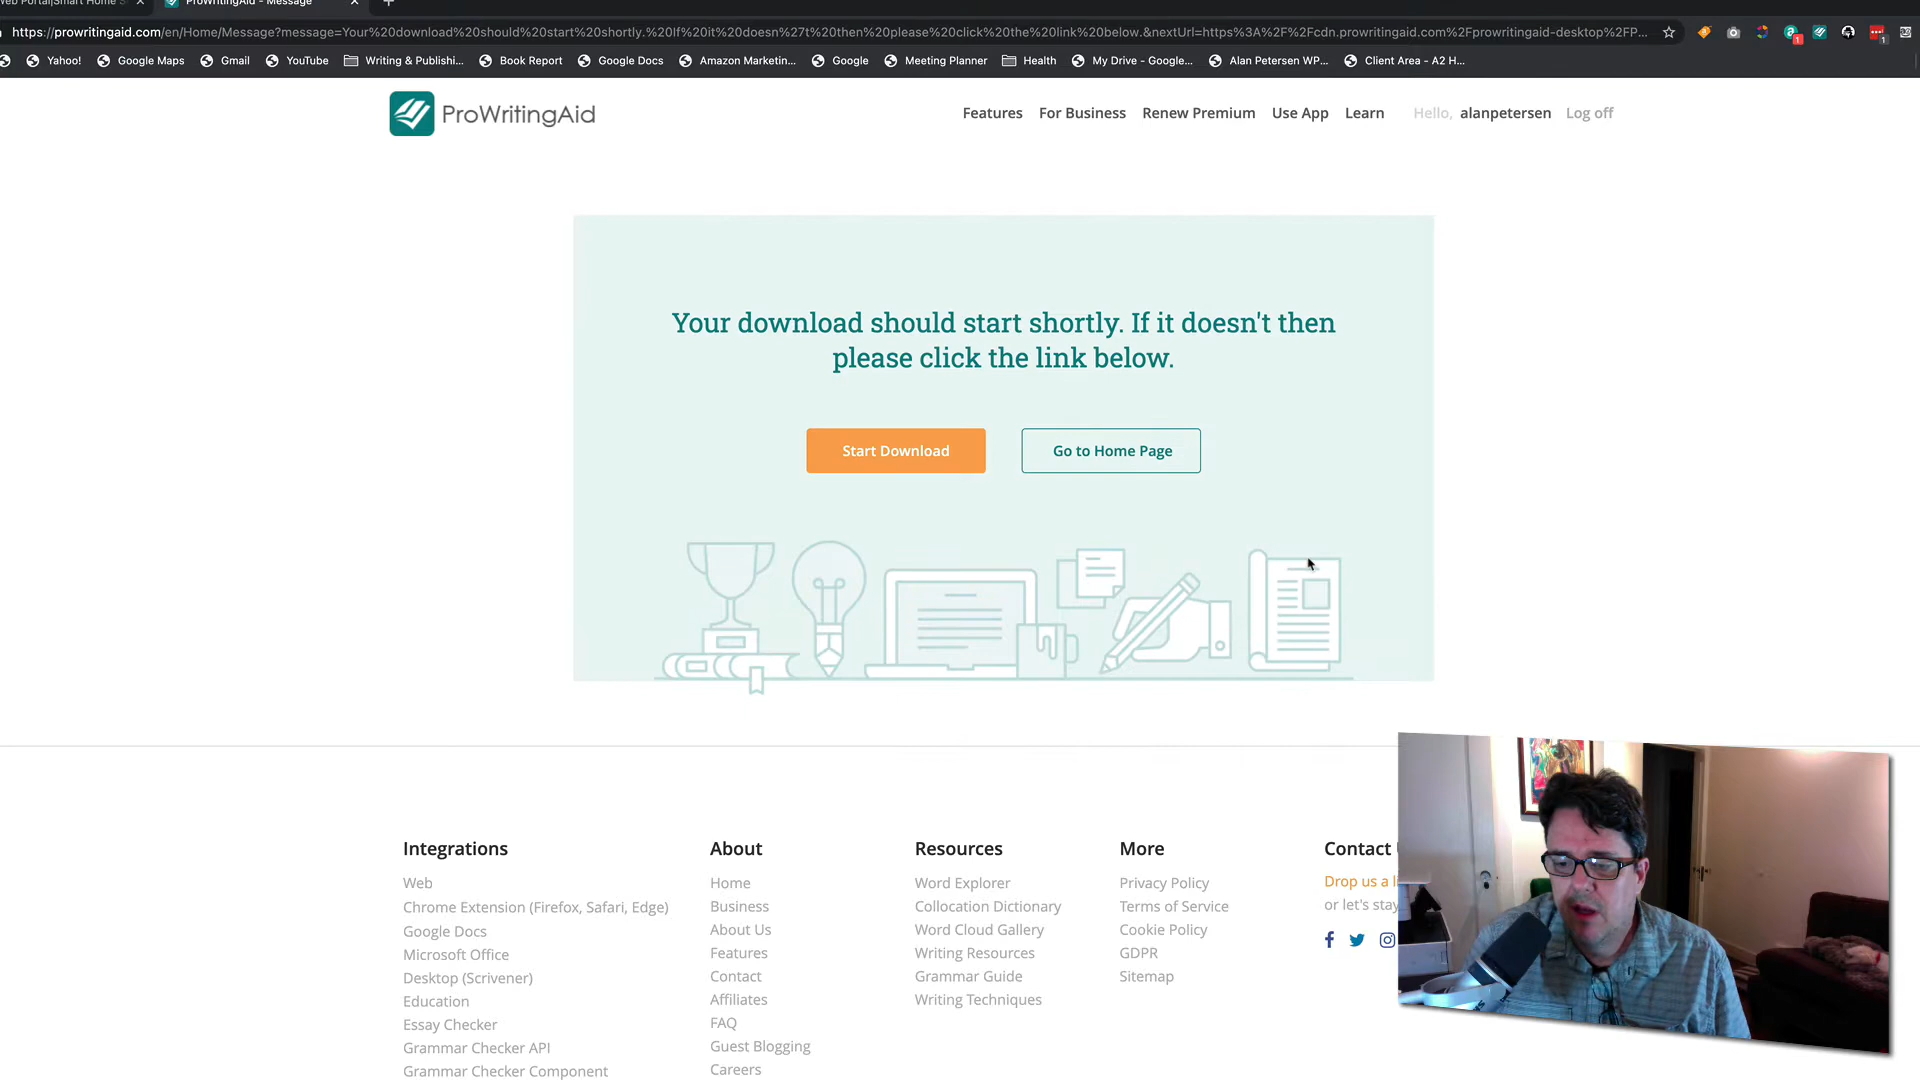 ProWritingAid - Message
https://prowritingaid.com/en/Home/Message?message=Your%20download%20should%20start%20shortly.%20If%20it%20doesn%27t%20then%20please%20click%20the%20link%20below.&nextUrl=https%3A%2F%2Fcdn.prowritingaid.com%2Fprowritingaid-desktop%2FP...
Yahoo! Google Maps Gmail YouTube Writing & Publishi... Book Report Google Docs Amazon Marketin... Google Meeting Planner Health My Drive - Google... Alan Petersen WP... Client Area - A2 H...
ProWritingAid Features For Business Renew Premium Use App Learn Hello, alanpetersen Log off
Your download should start shortly. If it doesn't then
please click the link below.
Start Download Go to Home Page
Integrations About Resources More Contact
Web Home Word Explorer Privacy Policy Drop us a li
Chrome Extension (Firefox, Safari, Edge) Business Collocation Dictionary Terms of Service or let's stay
Google Docs About Us Word Cloud Gallery Cookie Policy
Microsoft Office Features Writing Resources GDPR
Desktop (Scrivener) Contact Grammar Guide Sitemap
Education Affiliates Writing Techniques
Essay Checker FAQ
Grammar Checker API Guest Blogging
Grammar Checker Component Careers